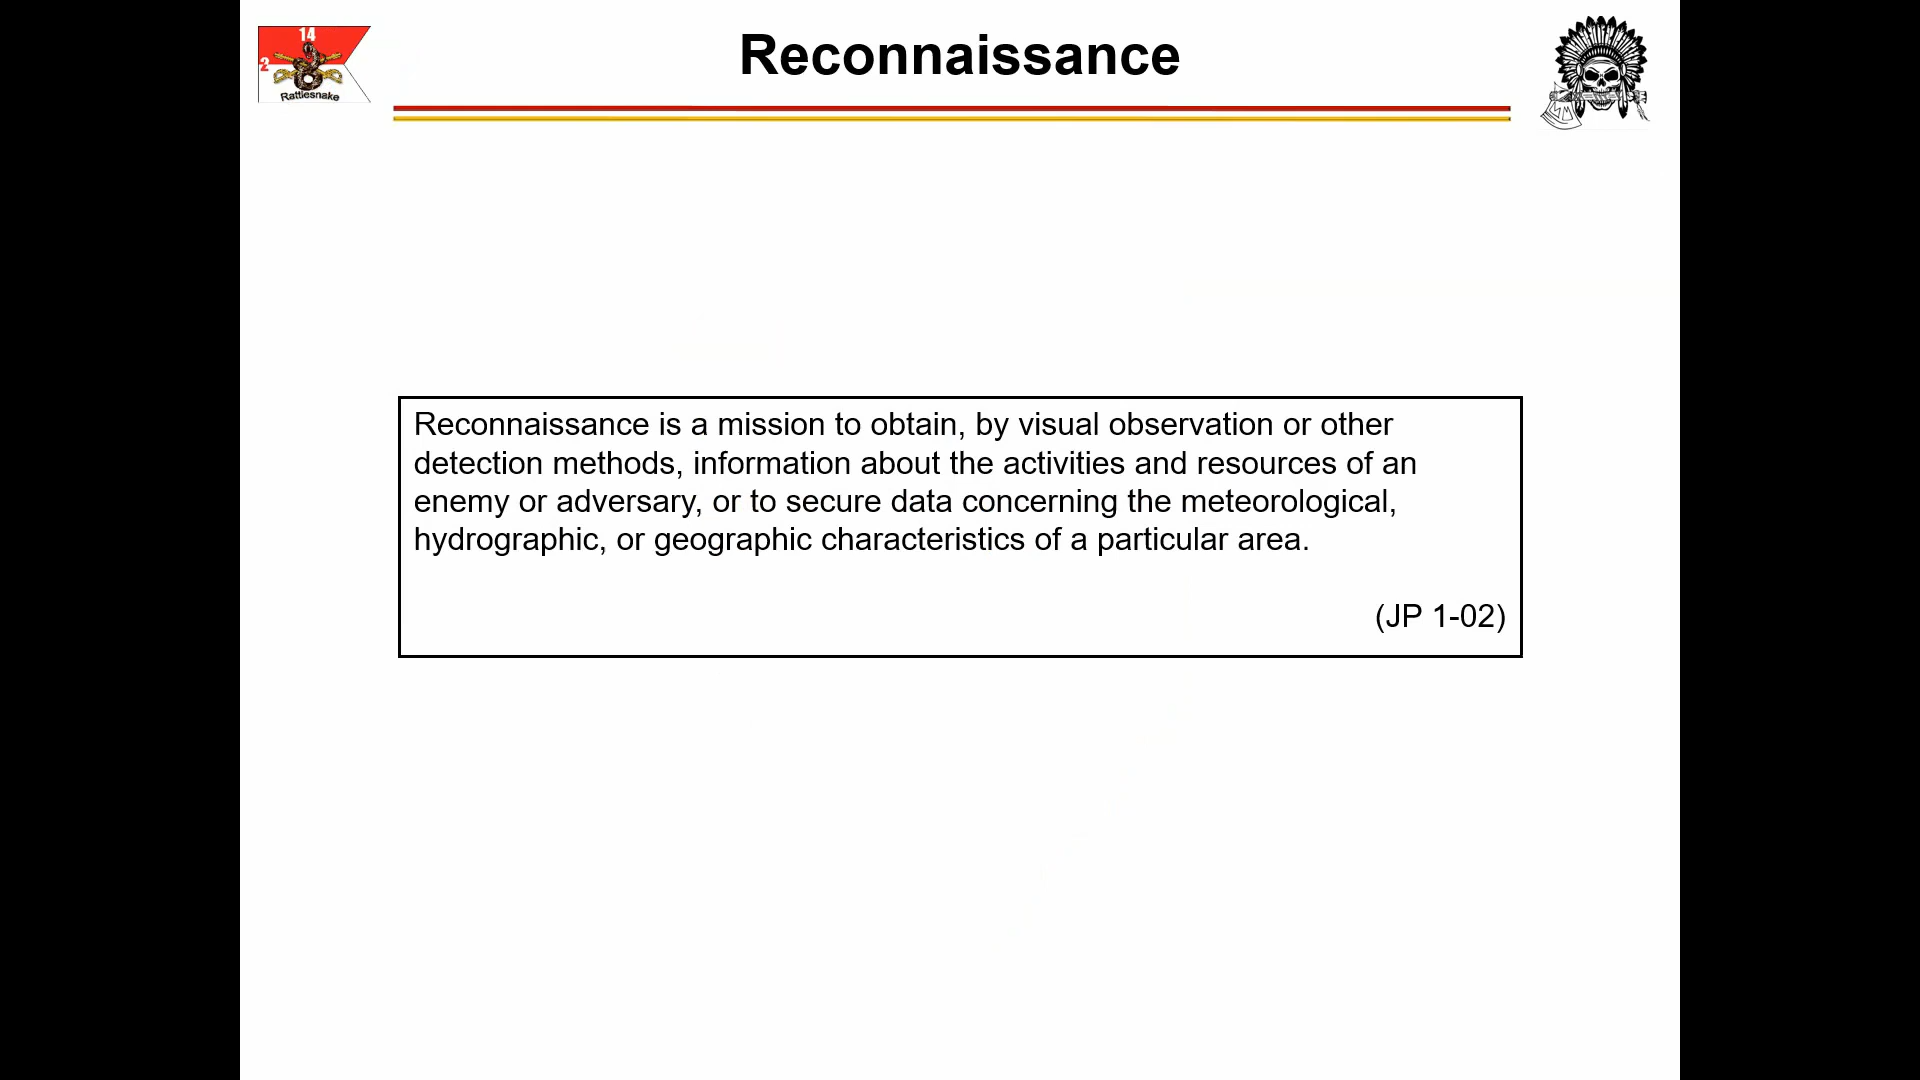 14
2
Rattlesnake
Reconnaissance
Reconnaissance is a mission to obtain, by visual observation or other
detection methods, information about the activities and resources of an
enemy or adversary, or to secure data concerning the meteorological,
hydrographic, or geographic characteristics of a particular area.
(JP 1-02)